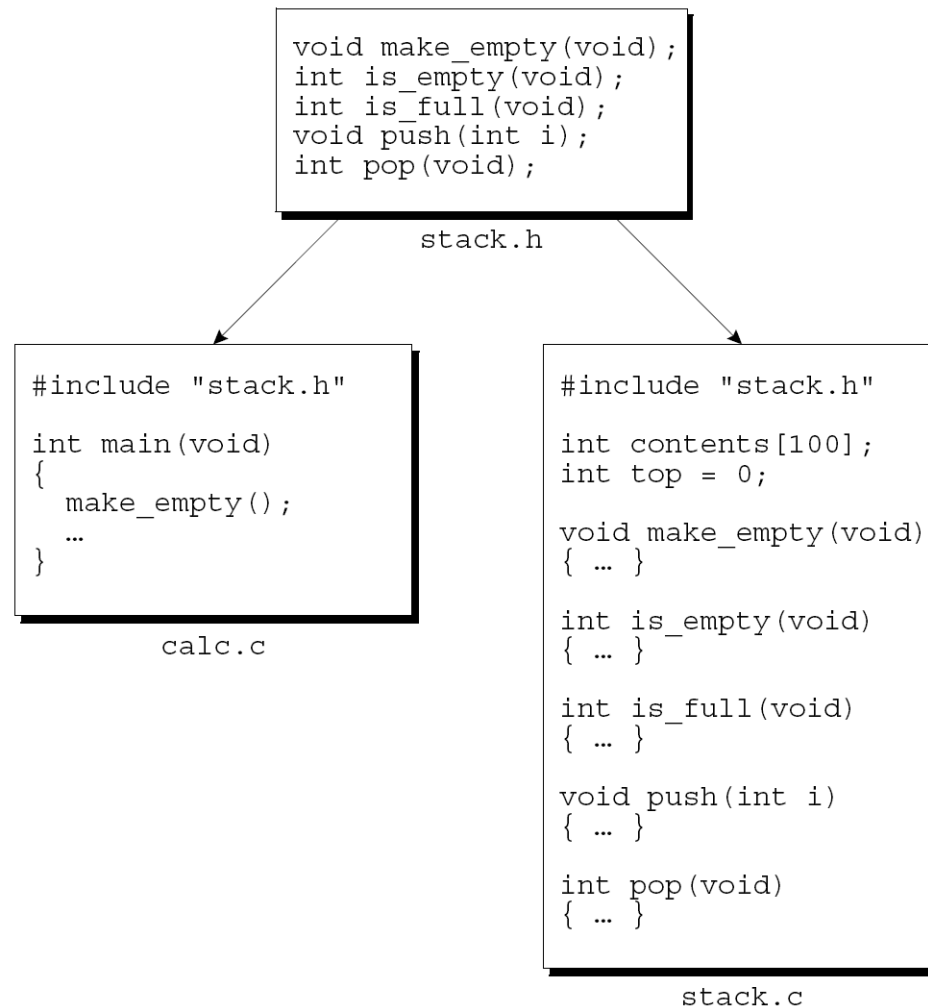 void make_empty(void);
int is_empty(void);
int is_full(void);
void push(int i);
int pop(void);
stack.h
#include "stack.h"
int main(void)
{
make_empty();
…
}
calc.c
#include "stack.h"
int contents[100];
int top = 0;
void make_empty(void)
{ … }
int is_empty(void)
{ … }
int is_full(void)
{ … }
void push(int i)
{ … }
int pop(void)
{ … }
stack.c